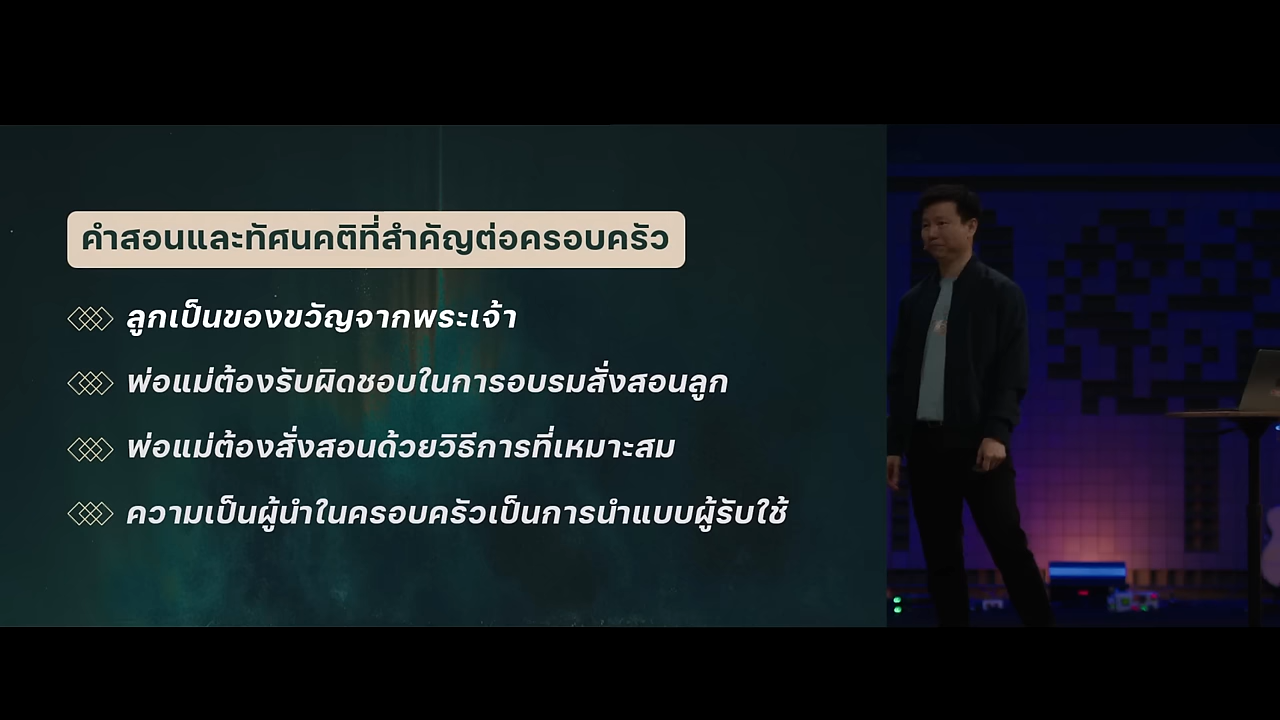 คำสอนและทัศนคติที่สำคัญต่อครอบครัว
ลูกเป็นของขวัญจากพระเจ้า
พ่อแม่ต้องรับผิดชอบในการอบรมสั่งสอนลูก
พ่อแม่ต้องสั่งสอนด้วยวิธีการที่เหมาะสม
ความเป็นผู้นำในครอบครัวเป็นการนำแบบผู้รับใช้